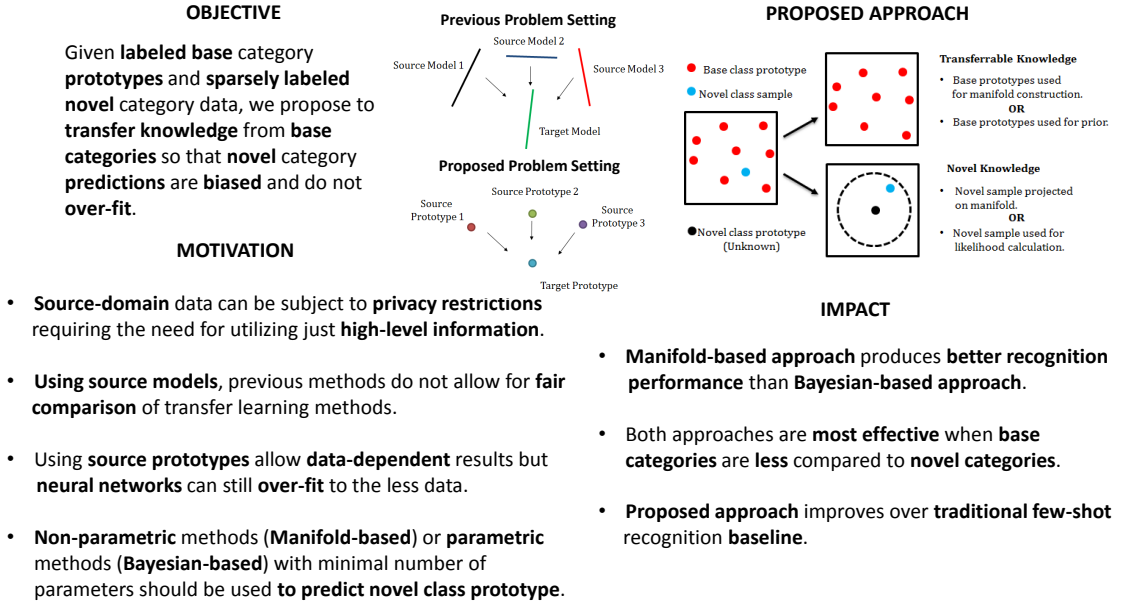 OBJECTIVE
Given labeled base category
prototypes and sparsely labeled
novel category data, we propose to
transfer knowledge from base
categories so that novel category
predictions are biased and do not
over-fit.
MOTIVATION
• Source-domain data can be subject to privacy restrictions
requiring the need for utilizing just high-level information.
• Using source models, previous methods do not allow for fair
comparison of transfer learning methods.
• Using source prototypes allow data-dependent results but
neural networks can still over-fit to the less data.
• Non-parametric methods (Manifold-based) or parametric
methods (Bayesian-based) with minimal number of
parameters should be used to predict novel class prototype.
Previous Problem Setting
Source Model 2
Source Model 1
Source Model 3
Target Model
Proposed Problem Setting
Source Prototype 2
Source
Prototype 1
Source
Prototype 3
Target Prototype
PROPOSED APPROACH
Base class prototype
Novel class sample
Novel class prototype
(Unknown)
Transferrable Knowledge
• Base prototypes used
for manifold construction.
OR
• Base prototypes used for prior.
Novel Knowledge
• Novel sample projected
on manifold.
OR
• Novel sample used for
likelihood calculation.
IMPACT
• Manifold-based approach produces better recognition
performance than Bayesian-based approach.
• Both approaches are most effective when base
categories are less compared to novel categories.
• Proposed approach improves over traditional few-shot
recognition baseline.